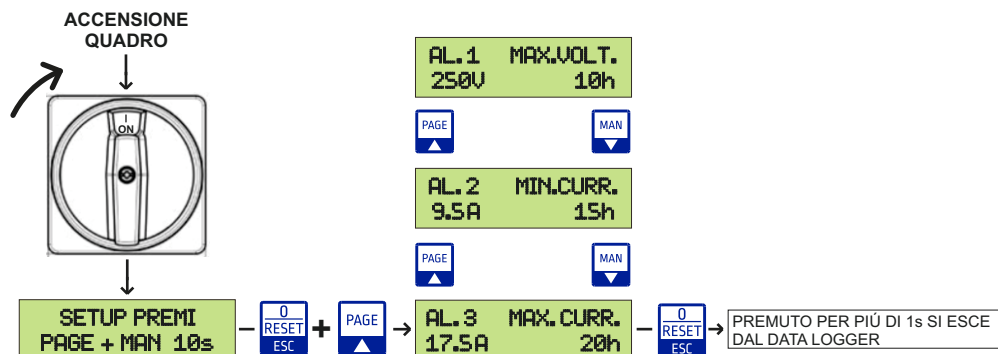 ACCENSIONE
QUADRO
I
ON
SETUP PREMI
PAGE + MAN 10s
0
RESET
ESC
+
PAGE
AL.1 MAX.VOLT.
250V 10h
PAGE
MAN
AL.2 MIN.CURR.
9.5A 15h
PAGE
MAN
AL.3 MAX.CURR.
17.5A 20h
0
RESET
ESC
PREMUTO PER PIÚ DI 1s SI ESCE
DAL DATA LOGGER